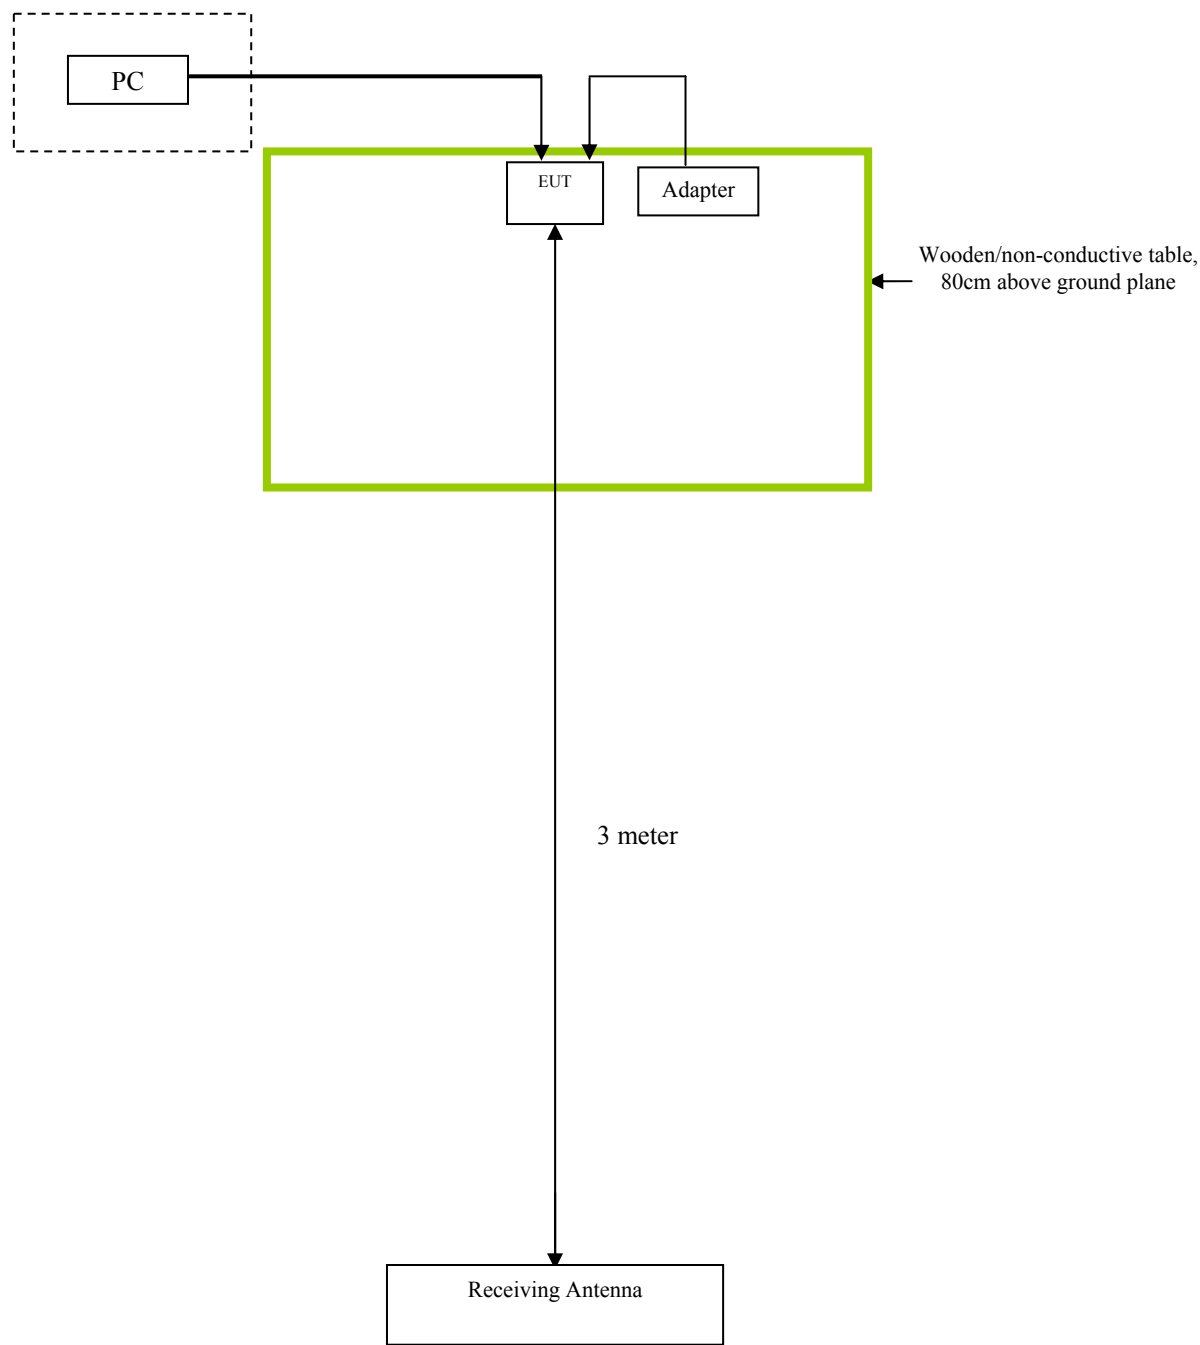 PC
EUT
Adapter
Wooden/non-conductive table,
80cm above ground plane
3 meter
Receiving Antenna